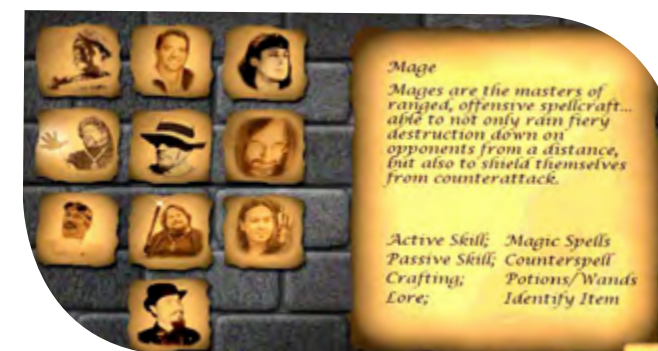 Mage
Mages are the masters of
ranged, offensive spellcraft...
able to not only rain fiery
destruction down on
opponents from a distance,
but also to shield themselves
from counterattack.
Active Skill; Magic Spells
Passive Skill; Counterspell
Crafting; Potions/Wands
Lore; Identify Item